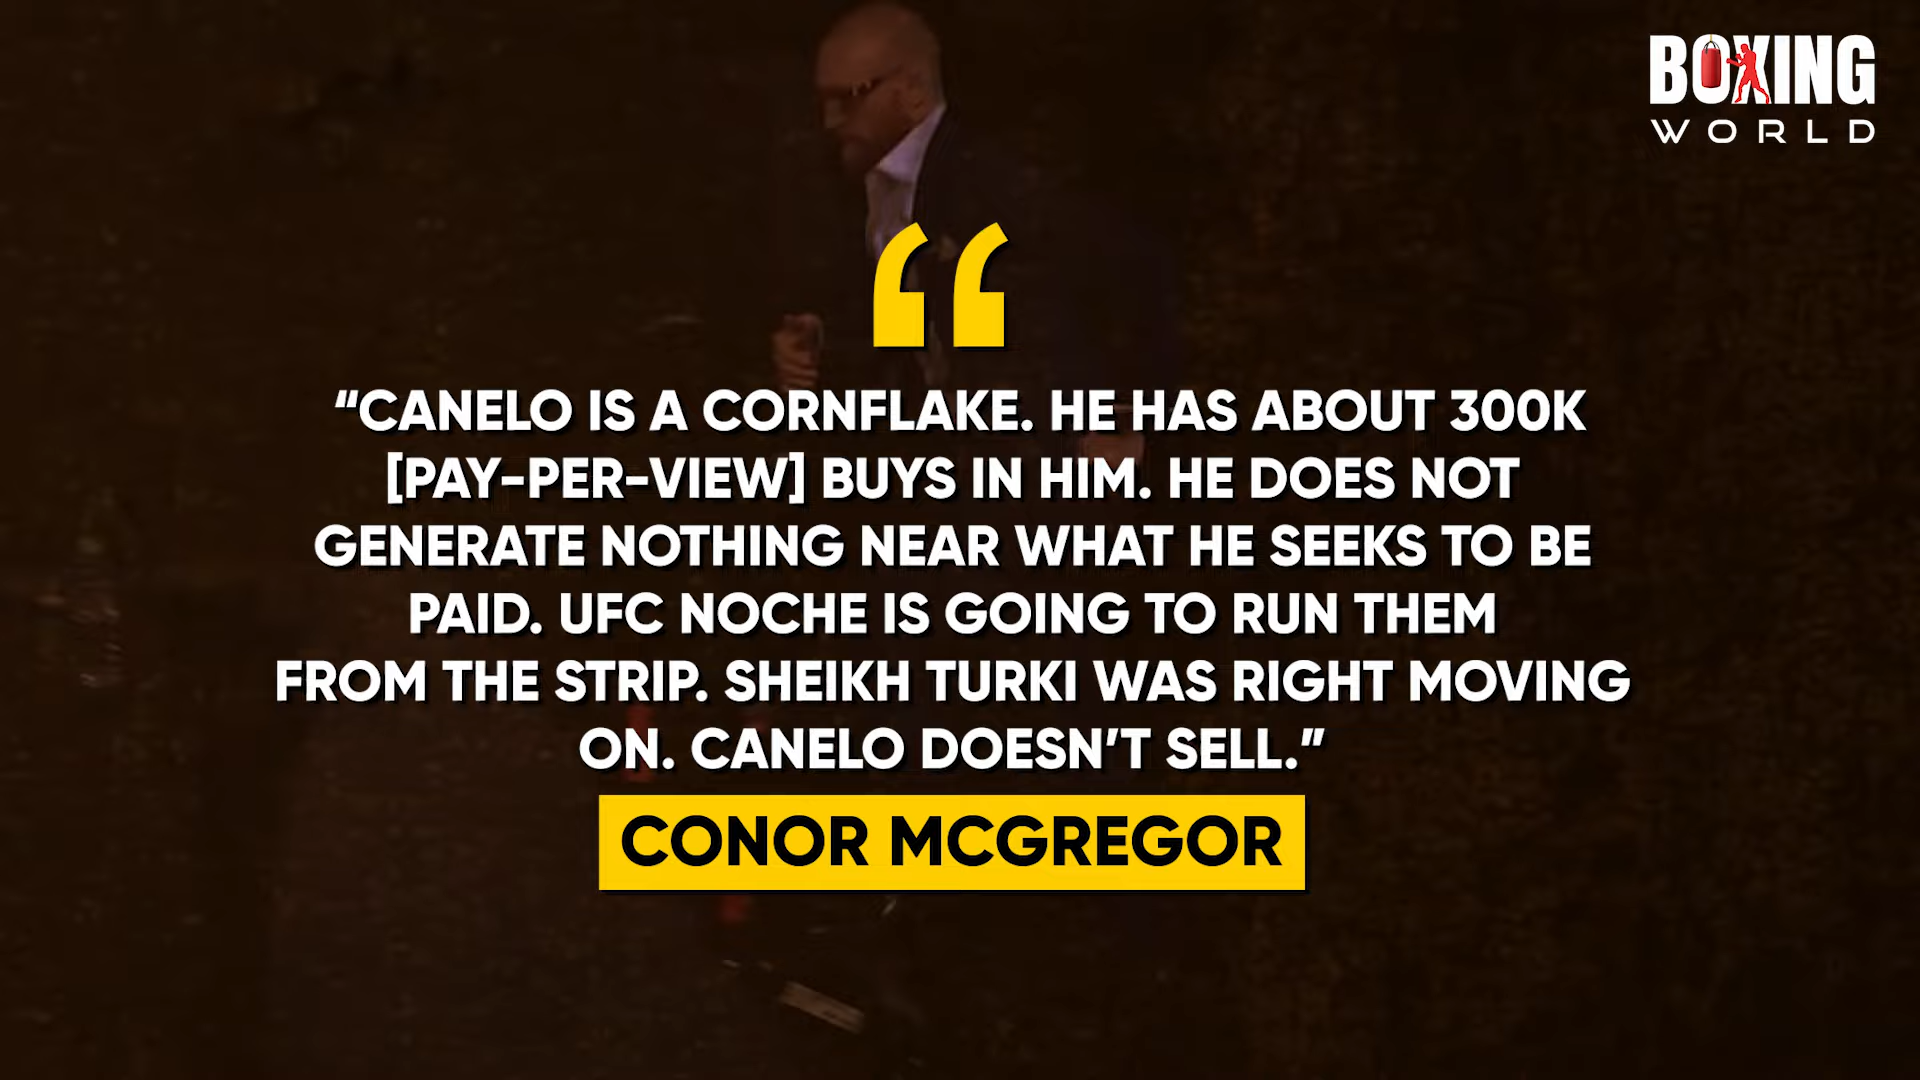 BOXING
WORLD
“
“CANELO IS A CORNFLAKE. HE HAS ABOUT 300K
[PAY-PER-VIEW] BUYS IN HIM. HE DOES NOT
GENERATE NOTHING NEAR WHAT HE SEEKS TO BE
PAID. UFC NOCHE IS GOING TO RUN THEM
FROM THE STRIP. SHEIKH TURKI WAS RIGHT MOVING
ON. CANELO DOESN’T SELL.”
CONOR MCGREGOR